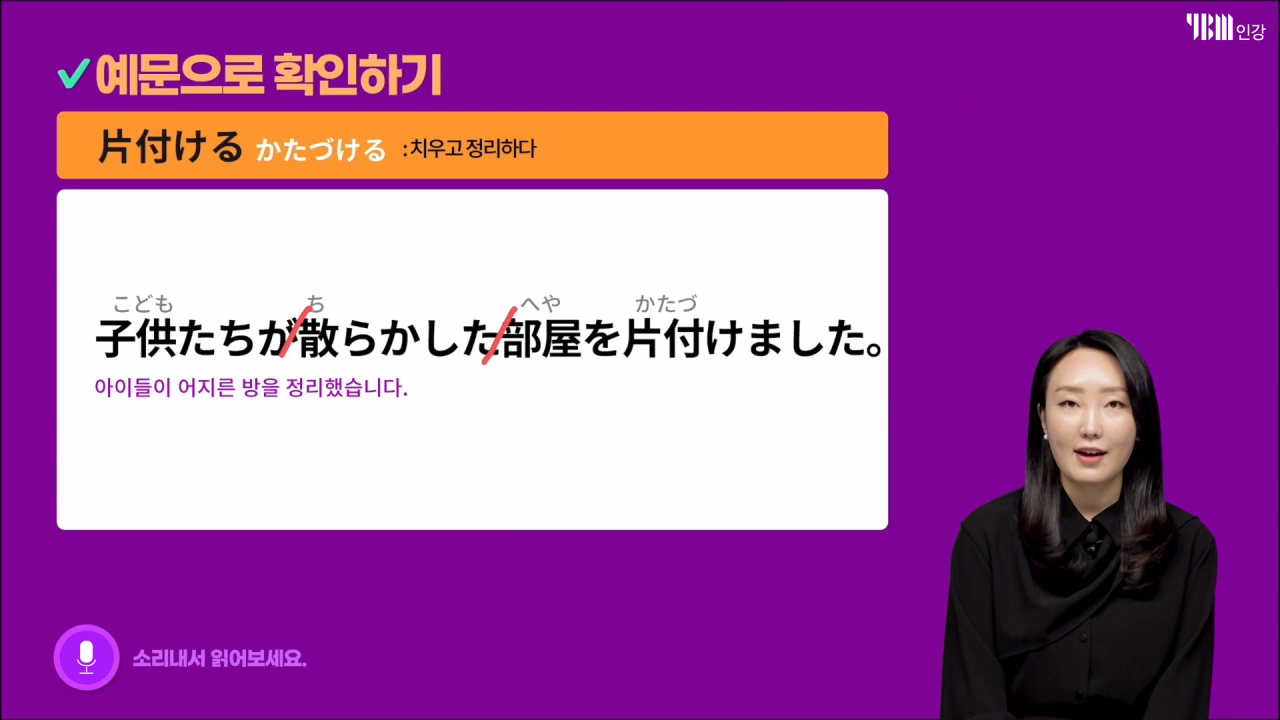 YBM 인강
✓예문으로 확인하기
片付ける かたづける : 치우고 정리하다
こども ち へや かたづ
子供たちが/散らかした/部屋を片付けました。
아이들이 어지른 방을 정리했습니다.
소리내서 읽어보세요.